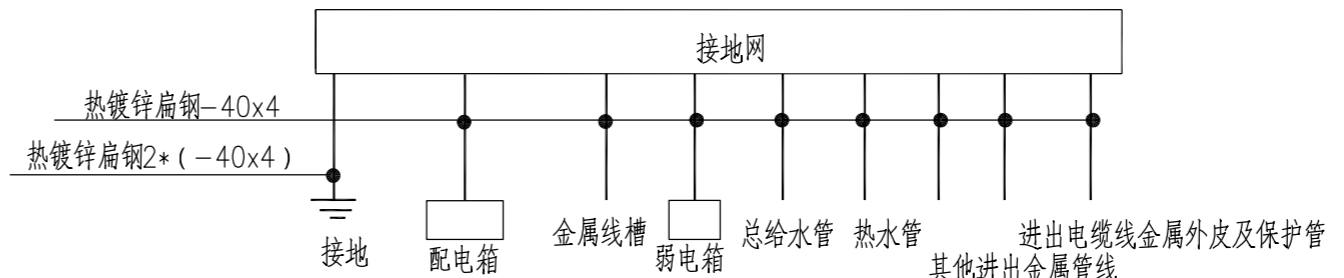 接地网
热镀锌扁钢-40x4
热镀锌扁钢2*(-40x4)
接地
配电箱
金属线槽
弱电箱
总给水管
热水管
其他进出金属管线
进出电缆线金属外皮及保护管